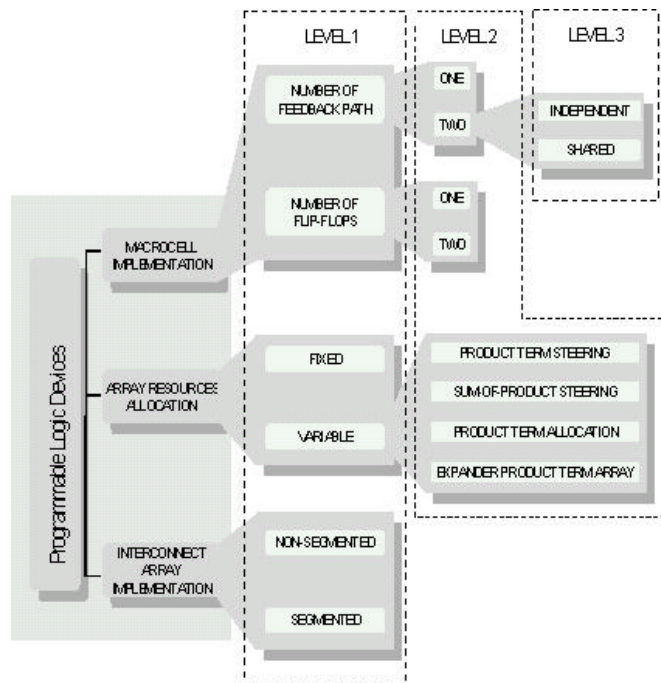 LEVEL 1
LEVEL 2
LEVEL 3
NUMBER OF
FEEDBACK PATH
ONE
TWO
INDEPENDENT
SHARED
NUMBER OF
FLIP-FLOPS
ONE
TWO
MACROCELL
IMPLEMENTATION
Programmable Logic Devices
ARRAY RESOURCES
ALLOCATION
FIXED
VARIABLE
PRODUCT TERM STEERING
SUM-OF-PRODUCT STEERING
PRODUCT TERM ALLOCATION
EXPANDER PRODUCT TERM ARRAY
INTERCONNECT
ARRAY
IMPLEMENTATION
NON-SEGMENTED
SEGMENTED